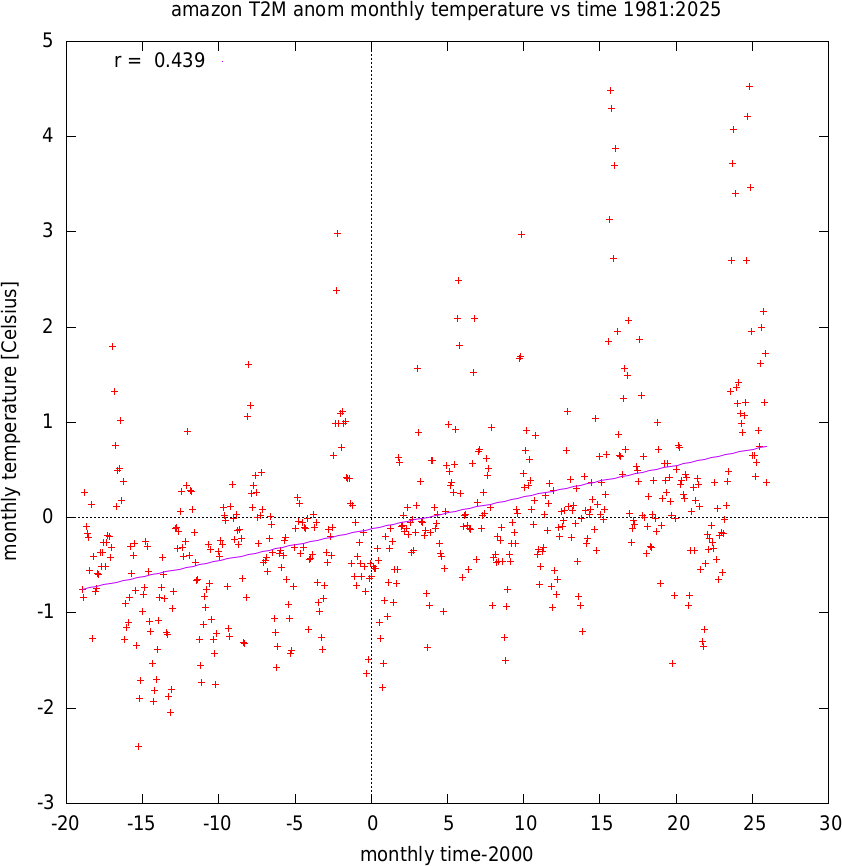 amazon T2M anom monthly temperature vs time 1981:2025
r = 0.439
5
4
3
2
1
0
-1
-2
-3
monthly temperature [Celsius]
-20 -15 -10 -5 0 5 10 15 20 25 30
monthly time-2000